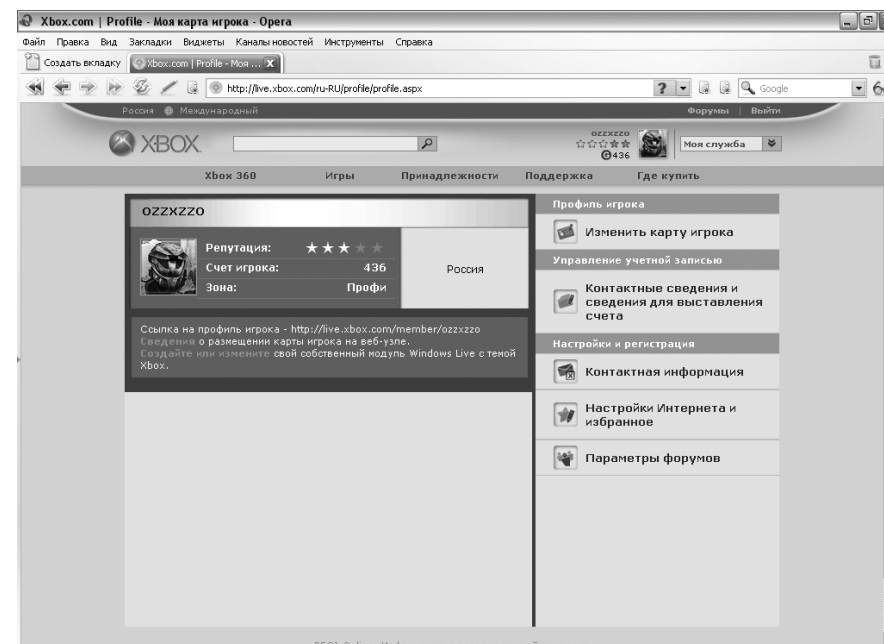 Xbox.com | Profile - Моя карта игрока - Opera
Файл Правка Вид Закладки Виджеты Каналы новостей Инструменты Справка
Создать вкладку Xbox.com | Profile - Моя ...
http://live.xbox.com/ru-RU/profile/profile.aspx ? Google
Россия Международный Форумы | Выйти
XBOX ozzxzzo
G 436
Моя служба
Xbox 360 Игры Принадлежности Поддержка Где купить
ozzxzzo
Репутация:
Счет игрока: 436
Зона: Профи
Россия
Ссылка на профиль игрока - http://live.xbox.com/member/ozzxzzo
Сведения о размещении карты игрока на веб-узле.
Создайте или измените свой собственный модуль Windows Live с темой
Xbox.
Профиль игрока
Изменить карту игрока
Управление учетной записью
Контактные сведения и
сведения для выставления
счета
Настройки и регистрация
Контактная информация
Настройки Интернета и
избранное
Параметры форумов